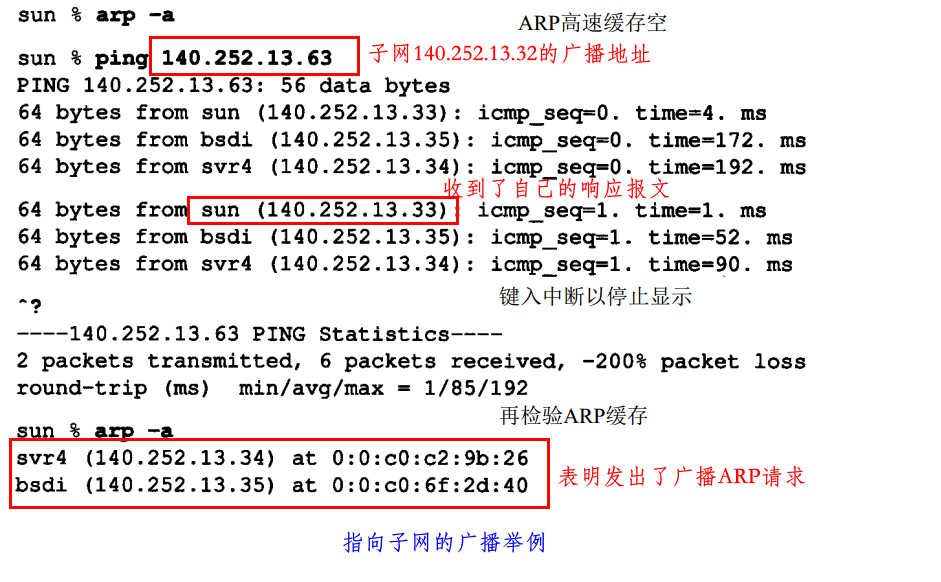 sun % arp -a
ARP高速缓存空
sun % ping 140.252.13.63 子网140.252.13.32的广播地址
PING 140.252.13.63: 56 data bytes
64 bytes from sun (140.252.13.33): icmp_seq=0. time=4. ms
64 bytes from bsdi (140.252.13.35): icmp_seq=0. time=172. ms
64 bytes from svr4 (140.252.13.34): icmp_seq=0. time=192. ms
收到了自己的响应报文
64 bytes from sun (140.252.13.33): icmp_seq=1. time=1. ms
64 bytes from bsdi (140.252.13.35): icmp_seq=1. time=52. ms
64 bytes from svr4 (140.252.13.34): icmp_seq=1. time=90. ms
^? 键入中断以停止显示
----140.252.13.63 PING Statistics----
2 packets transmitted, 6 packets received, -200% packet loss
round-trip (ms) min/avg/max = 1/85/192
再检验ARP缓存
sun % arp -a
svr4 (140.252.13.34) at 0:0:c0:c2:9b:26
bsdi (140.252.13.35) at 0:0:c0:6f:2d:40
表明发出了广播ARP请求
指向子网的广播举例